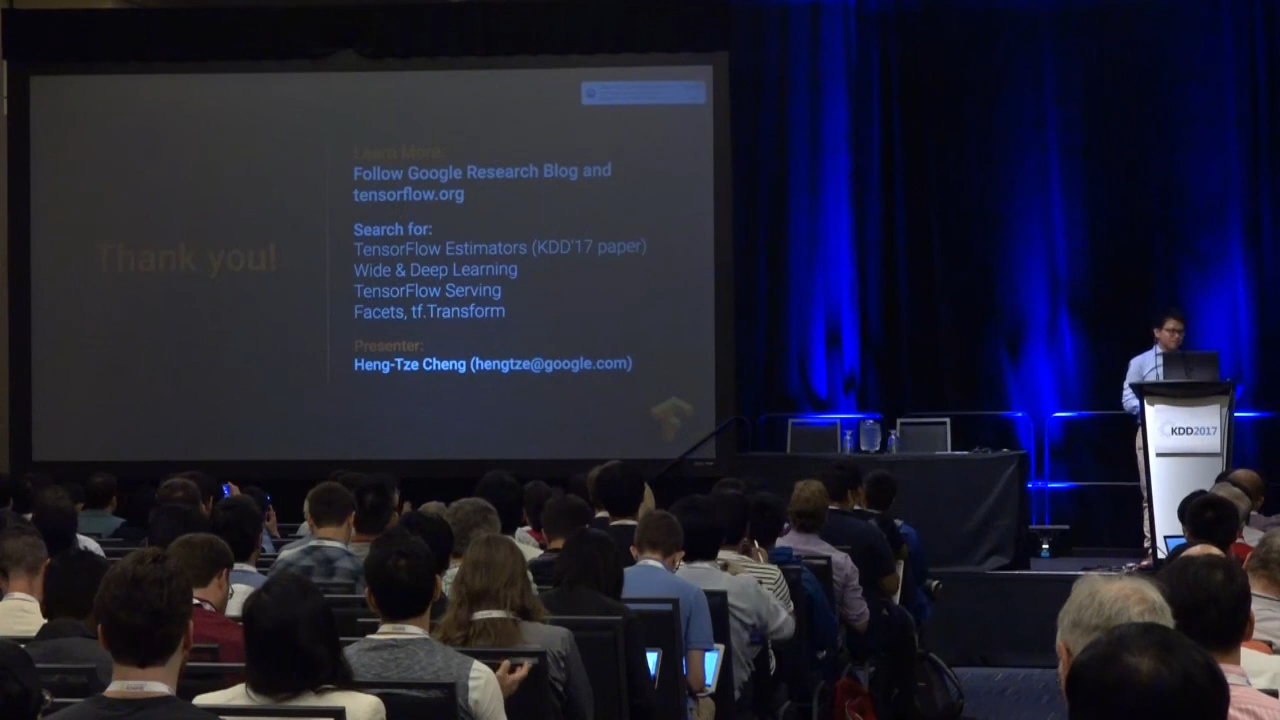 Thank you!
Learn More:
Follow Google Research Blog and
tensorflow.org
Search for:
TensorFlow Estimators (KDD'17 paper)
Wide & Deep Learning
TensorFlow Serving
Facets, tf.Transform
Presenter:
Heng-Tze Cheng (hengtze@google.com)
KDD2017